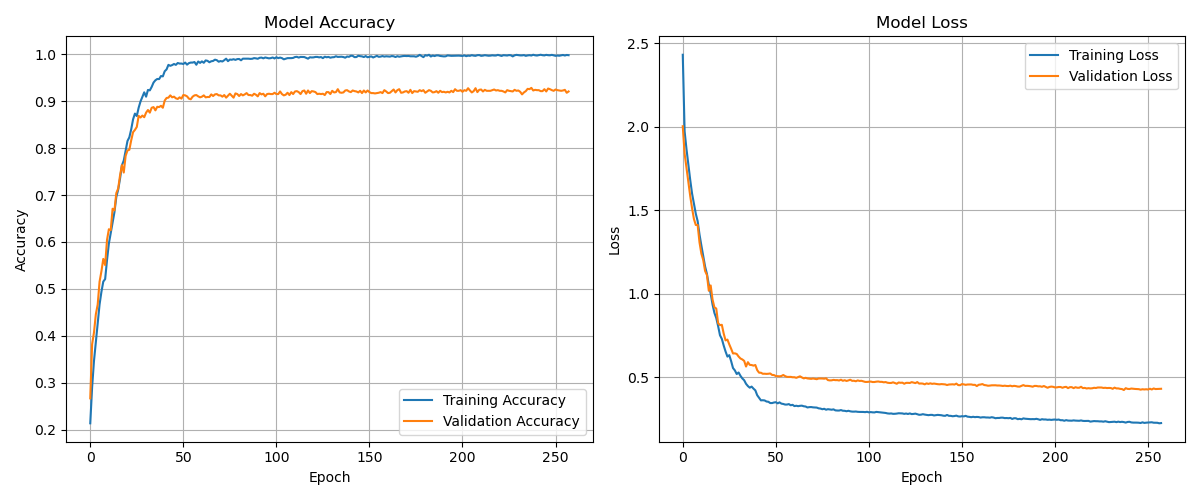 Model Accuracy
Accuracy
1.0
0.9
0.8
0.7
0.6
0.5
0.4
0.3
0.2
0 50 100 150 200 250
Epoch
Training Accuracy
Validation Accuracy
Model Loss
Loss
2.5
2.0
1.5
1.0
0.5
0 50 100 150 200 250
Epoch
Training Loss
Validation Loss